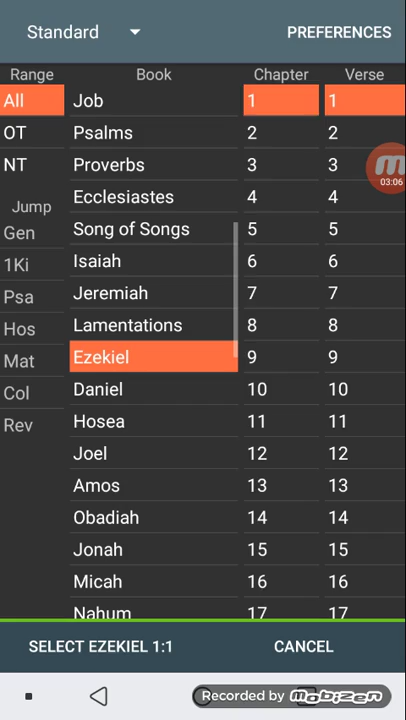 Standard PREFERENCES
Range Book Chapter Verse
All Job 1 1
OT Psalms 2 2
NT Proverbs 3 3
Ecclesiastes 4 4
03:06
Jump
Gen Song of Songs 5 5
1Ki Isaiah 6 6
Psa Jeremiah 7 7
Hos Lamentations 8 8
Mat Ezekiel 9 9
Col Daniel 10 10
Rev Hosea 11 11
Joel 12 12
Amos 13 13
Obadiah 14 14
Jonah 15 15
Micah 16 16
Nahum 17 17
SELECT EZEKIEL 1:1 CANCEL
Recorded by mobizen